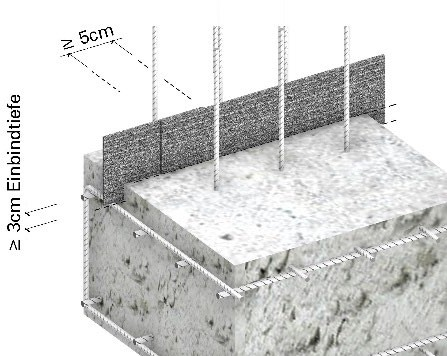 ≥ 5cm
≥ 3cm Einbindtiefe